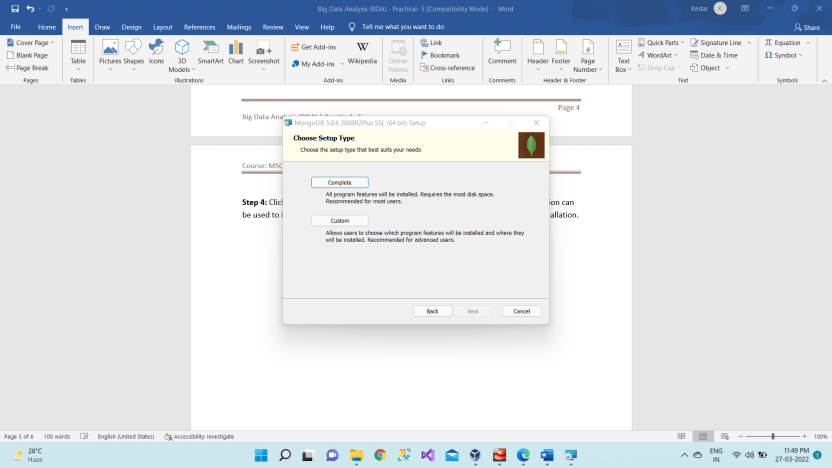 Big Data Analysis (BDA) - Practical- 5 [Compatibility Mode] - Word
Kedar K
File Home Insert Draw Design Layout References Mailings Review View Help Tell me what you want to do Share
Cover Page
Blank Page
Page Break
Pages
Table
Tables
Pictures Shapes Icons 3D Models SmartArt Chart Screenshot
Illustrations
Get Add-ins
My Add-ins
Wikipedia
Add-ins
Online Videos
Media
Link
Bookmark
Cross-reference
Links
Comment
Comments
Header Footer Page Number
Header & Footer
Text Box
Quick Parts
WordArt
Drop Cap
Signature Line
Date & Time
Object
Text
Equation
Symbol
Symbols
Page 4
Big Data Analysis (BDA)
Course: MSC
Step 4: Clic
ion can
be used to i
tallation.
MongoDB 5.0.6 2008R2Plus SSL (64 bit) Setup
Choose Setup Type
Choose the setup type that best suits your needs
Complete
All program features will be installed. Requires the most disk space.
Recommended for most users.
Custom
Allows users to choose which program features will be installed and where they
will be installed. Recommended for advanced users.
Back Next Cancel
Page 5 of 6 100 words English (United States) Accessibility: Investigate 100%
28°C
Haze
ENG
IN
11:49 PM
27-03-2022
1